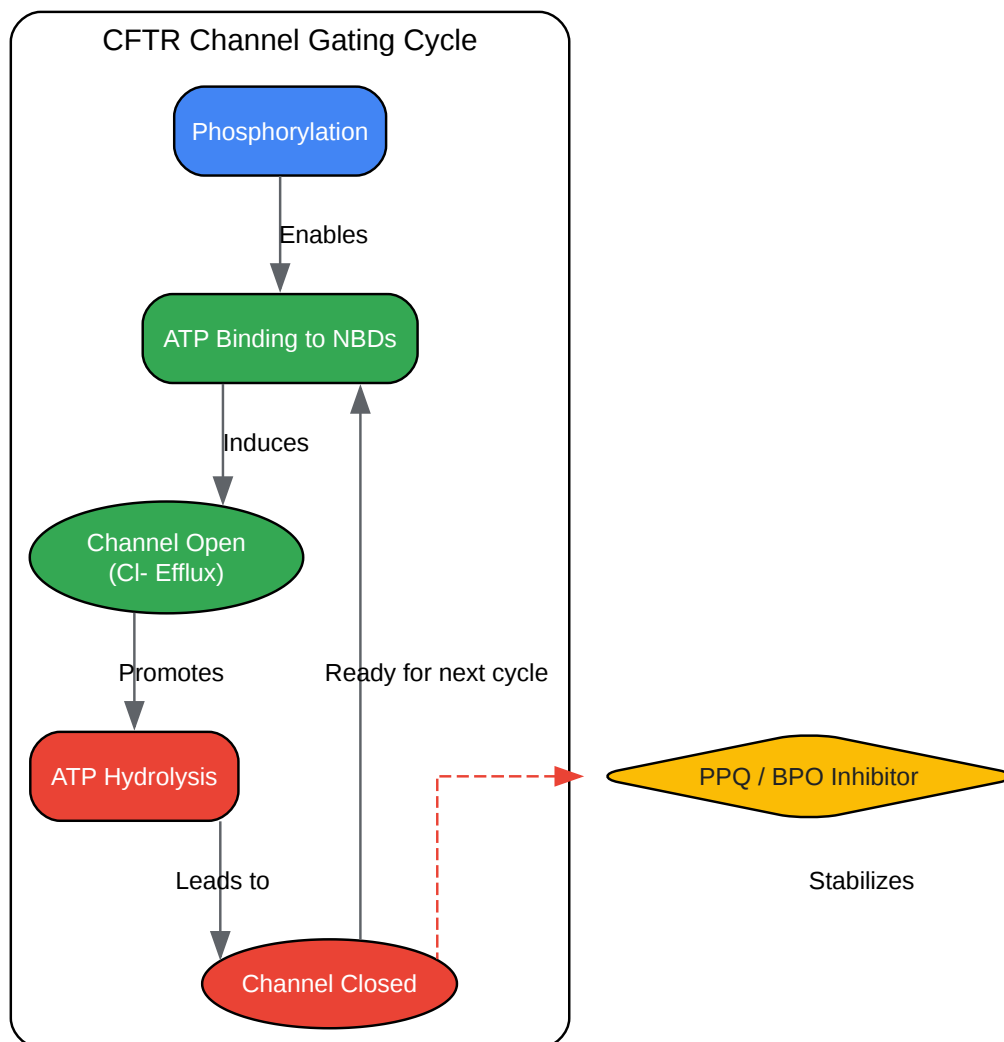 CFTR Channel Gating Cycle
Phosphorylation
Enables
ATP Binding to NBDs
Induces
Channel Open
(Cl- Efflux)
Promotes
Ready for next cycle
ATP Hydrolysis
PPQ / BPO Inhibitor
Leads to
Stabilizes
Channel Closed